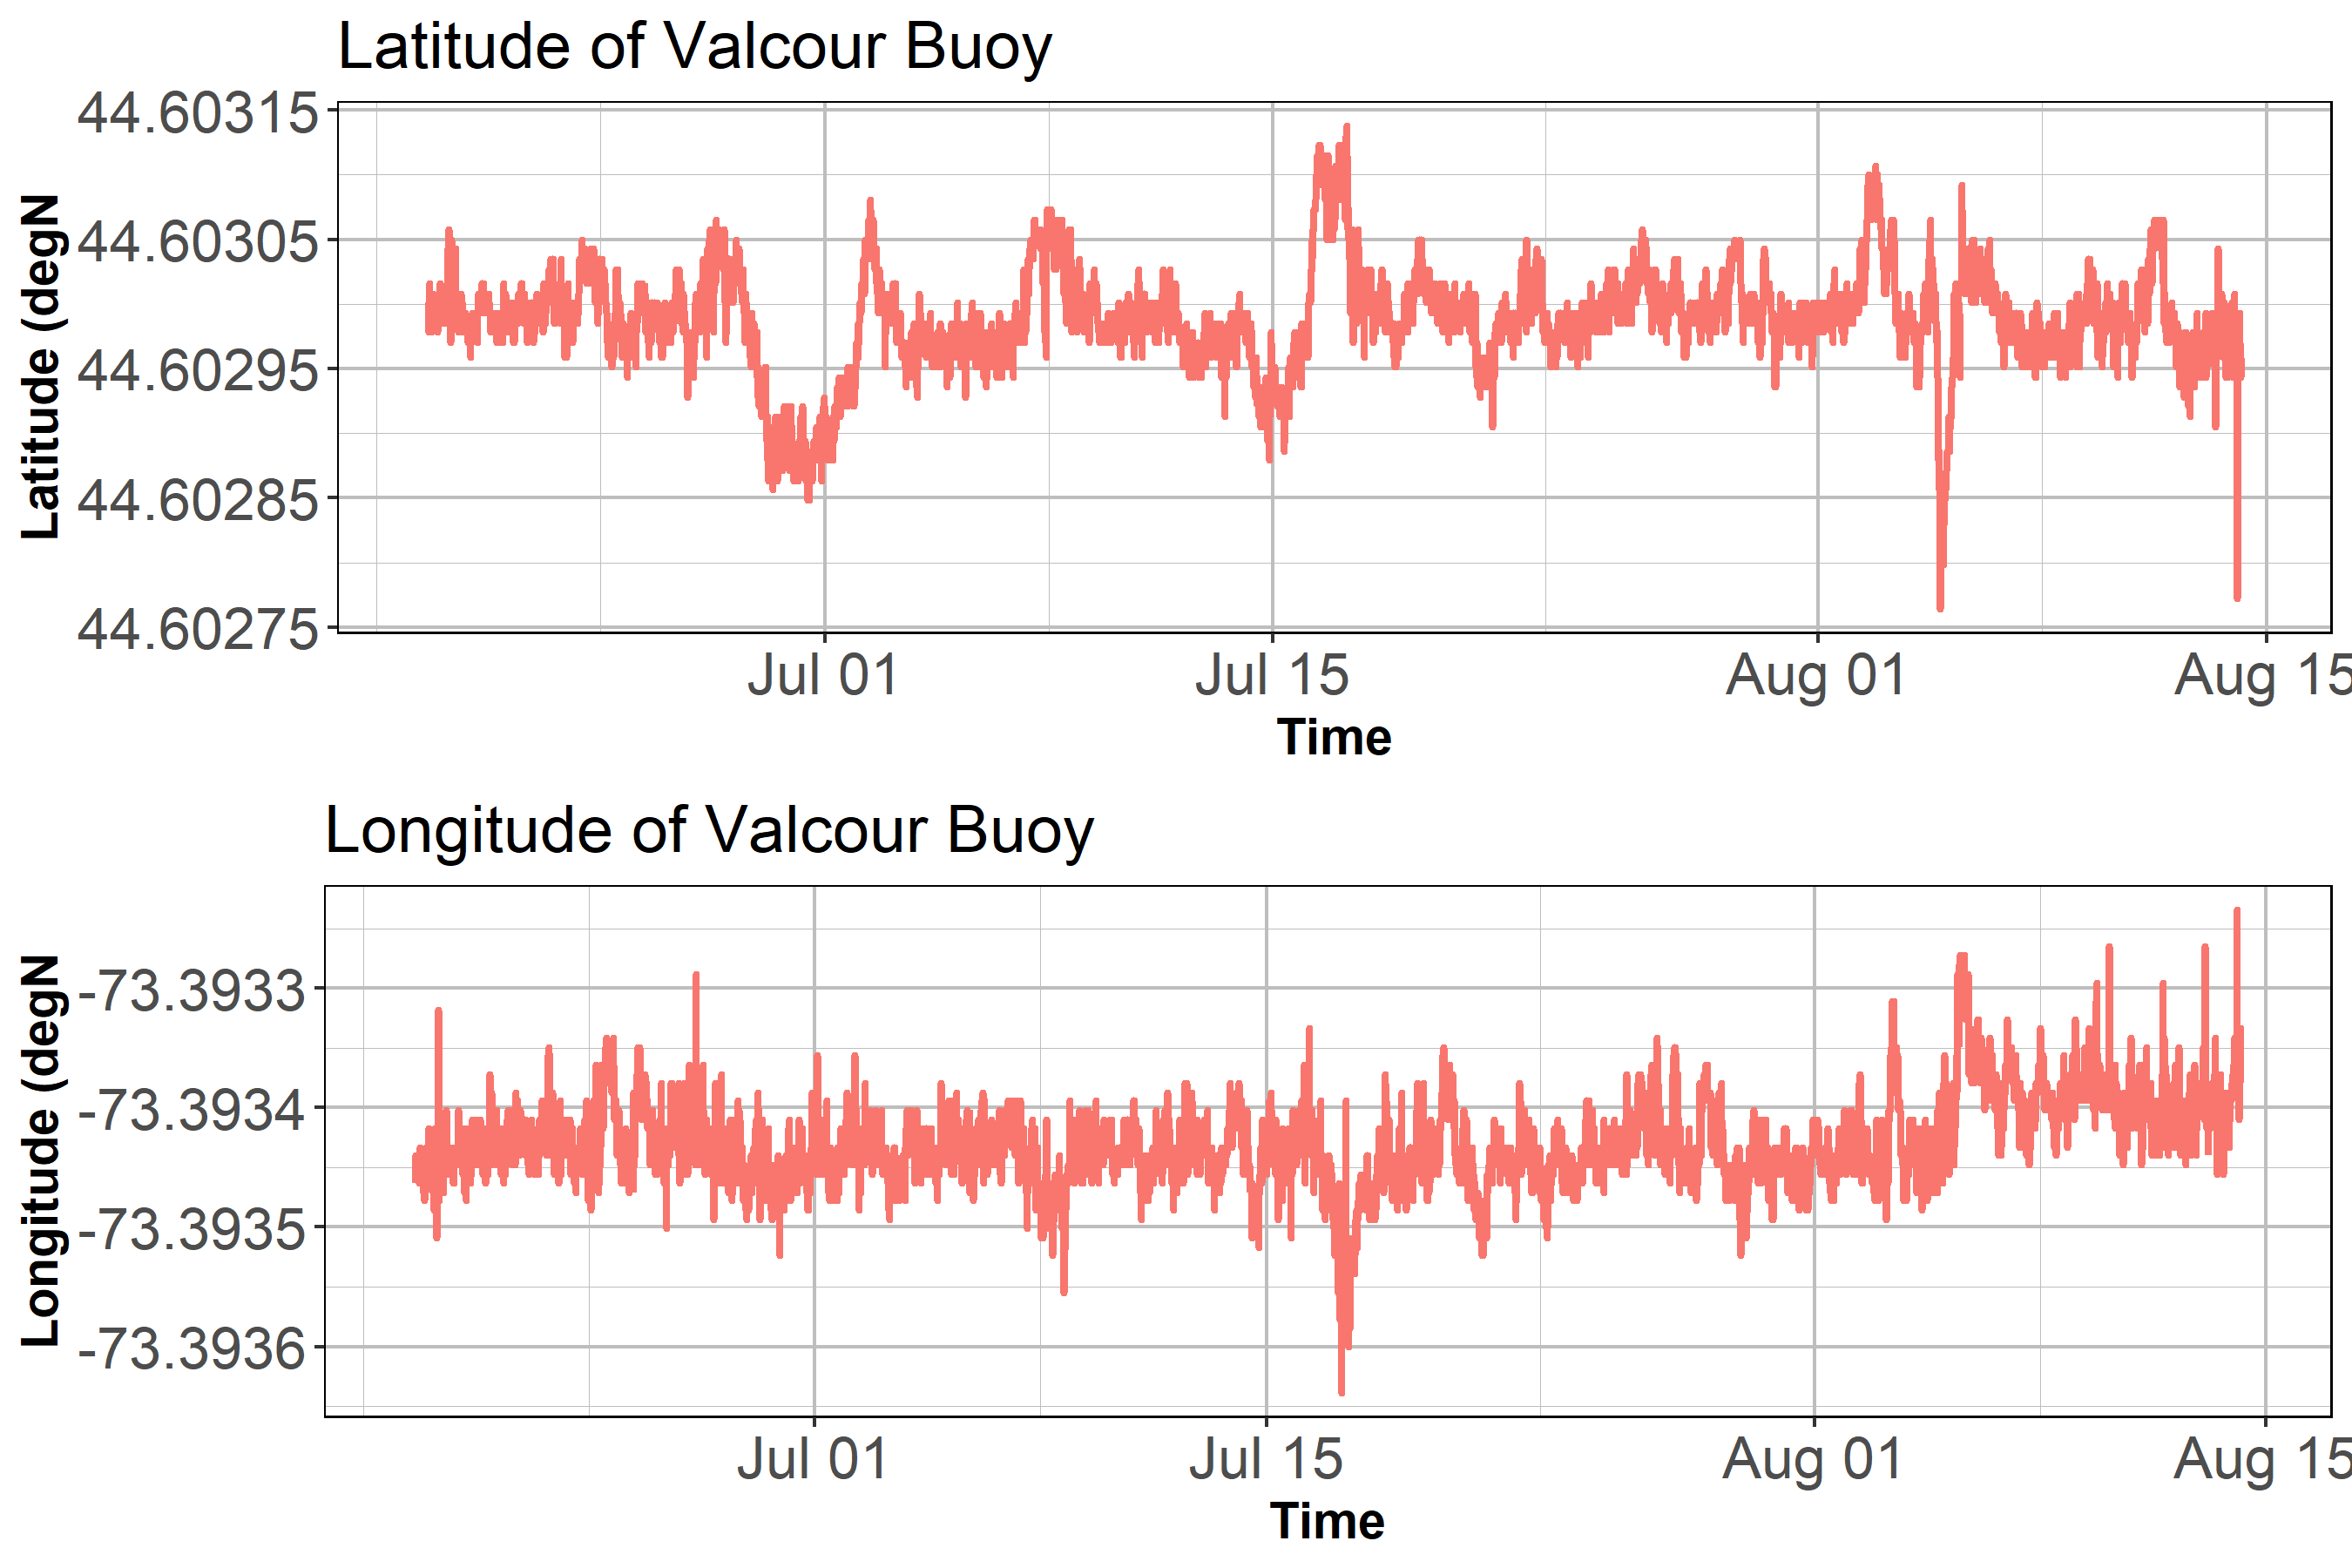 Latitude of Valcour Buoy
Latitude (degN
44.60315
44.60305
44.60295
44.60285
44.60275
Jul 01
Jul 15
Aug 01
Aug 15
Time
Longitude of Valcour Buoy
Longitude (degN
-73.3933
-73.3934
-73.3935
-73.3936
Jul 01
Jul 15
Aug 01
Aug 15
Time